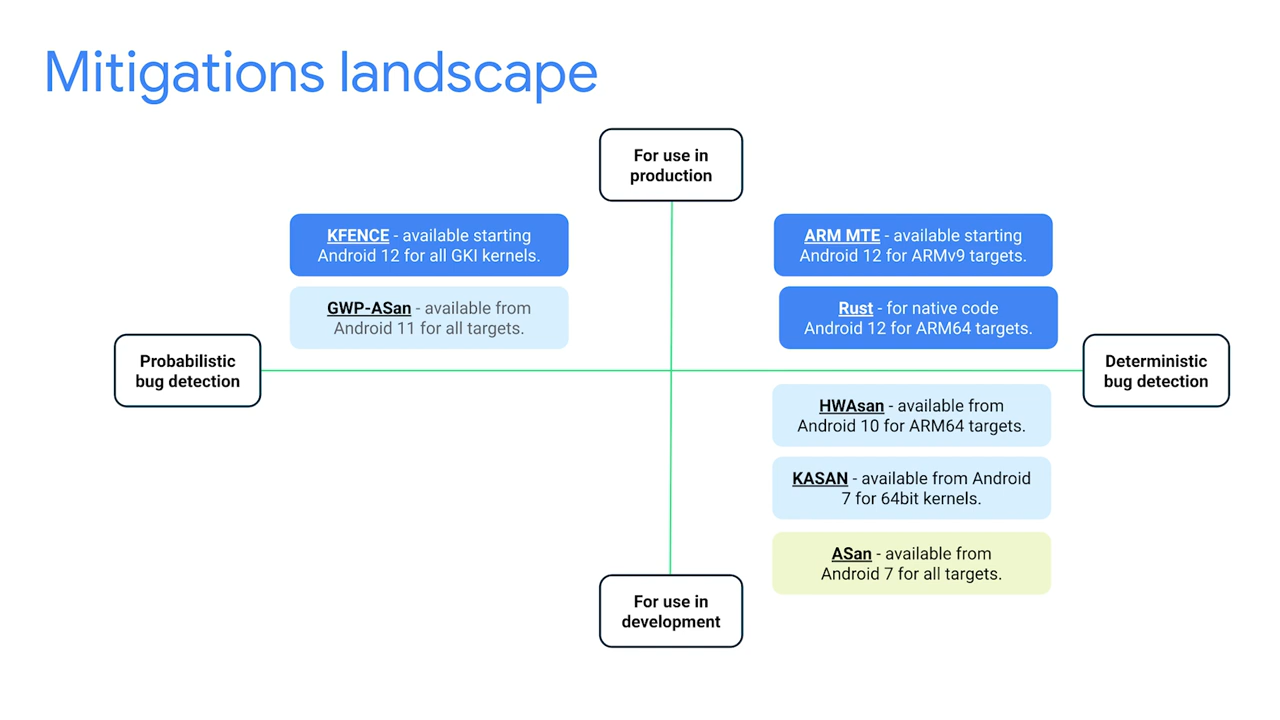 Mitigations landscape
For use in
production
KFENCE - available starting
Android 12 for all GKI kernels.
ARM MTE - available starting
Android 12 for ARMv9 targets.
GWP-ASan - available from
Android 11 for all targets.
Rust - for native code
Android 12 for ARM64 targets.
Probabilistic
bug detection
Deterministic
bug detection
HWAsan - available from
Android 10 for ARM64 targets.
KASAN - available from Android
7 for 64bit kernels.
ASan - available from
Android 7 for all targets.
For use in
development